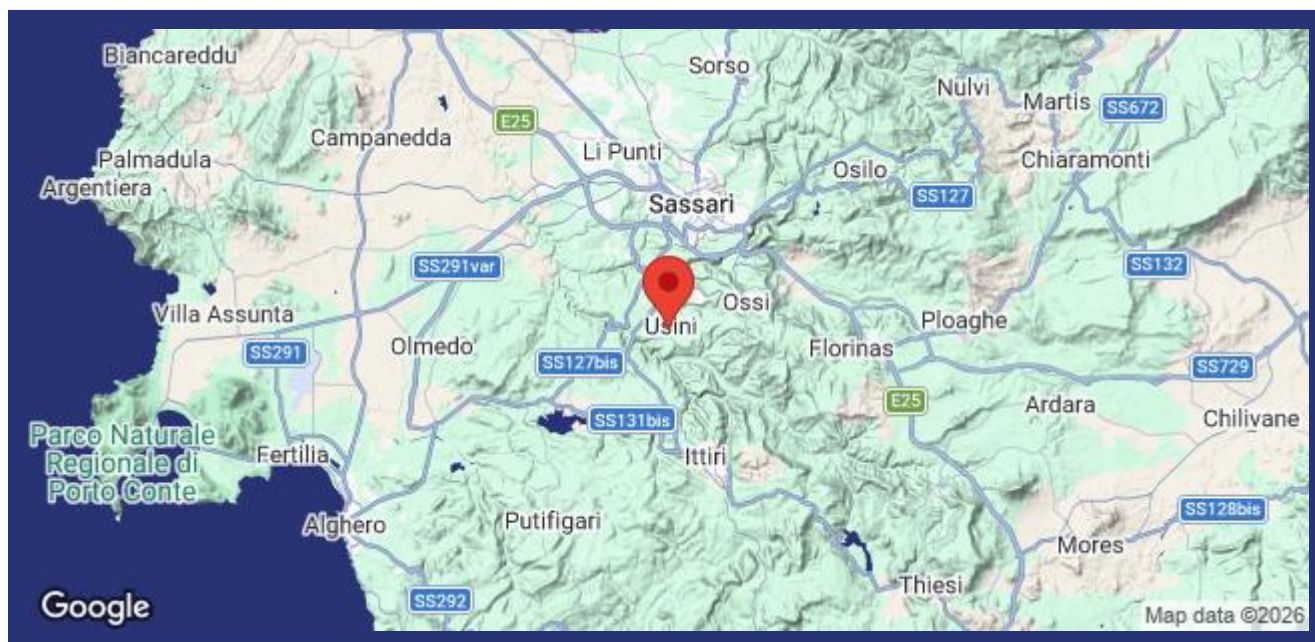 Biancareddu
Sorso
Nulvi
Martis
SS672
E25
Campanedda
Li Punti
Palmadula
Osilo
Chiaramonti
Argentiera
SS127
Sassari
SS291var
SS132
Villa Assunta
Ossi
Usini
Ploaghe
Olmedo
Florinas
SS291
SS127bis
SS729
E25
Ardara
Chilivane
SS131bis
Parco Naturale
Regionale di
Porto Conte
Fertilia
Ittiri
Alghero
Putifigari
SS128bis
Mores
Thiesi
SS292
Google
Map data ©2026